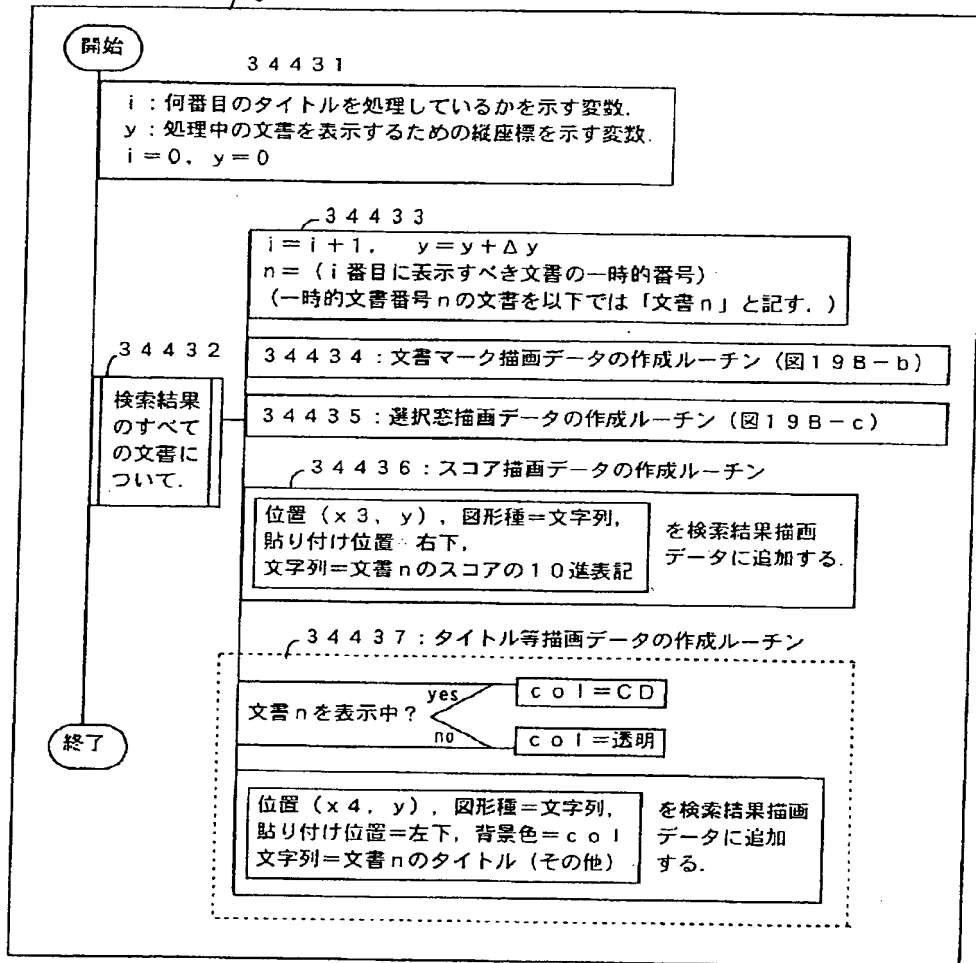 開始
34431
i：何番目のタイトルを処理しているかを示す変数.
y：処理中の文書を表示するための縦座標を示す変数.
i＝0, y＝0
34433
i＝i＋1, y＝y＋Δy
n＝（i番目に表示すべき文書の一時的番号）
（一時的文書番号nの文書を以下では「文書n」と記す.）
34432
検索結果
のすべて
の文書に
ついて.
34434：文書マーク描画データの作成ルーチン（図19B－b）
34435：選択窓描画データの作成ルーチン（図19B－c）
34436：スコア描画データの作成ルーチン
位置（x3, y）, 図形種＝文字列,
貼り付け位置 右下,
文字列＝文書nのスコアの10進表記
を検索結果描画
データに追加する.
34437：タイトル等描画データの作成ルーチン
文書nを表示中？
yes
col＝CD
no
col＝透明
終了
位置（x4, y）, 図形種＝文字列,
貼り付け位置＝左下, 背景色＝col
文字列＝文書nのタイトル（その他）
を検索結果描画
データに追加
する.